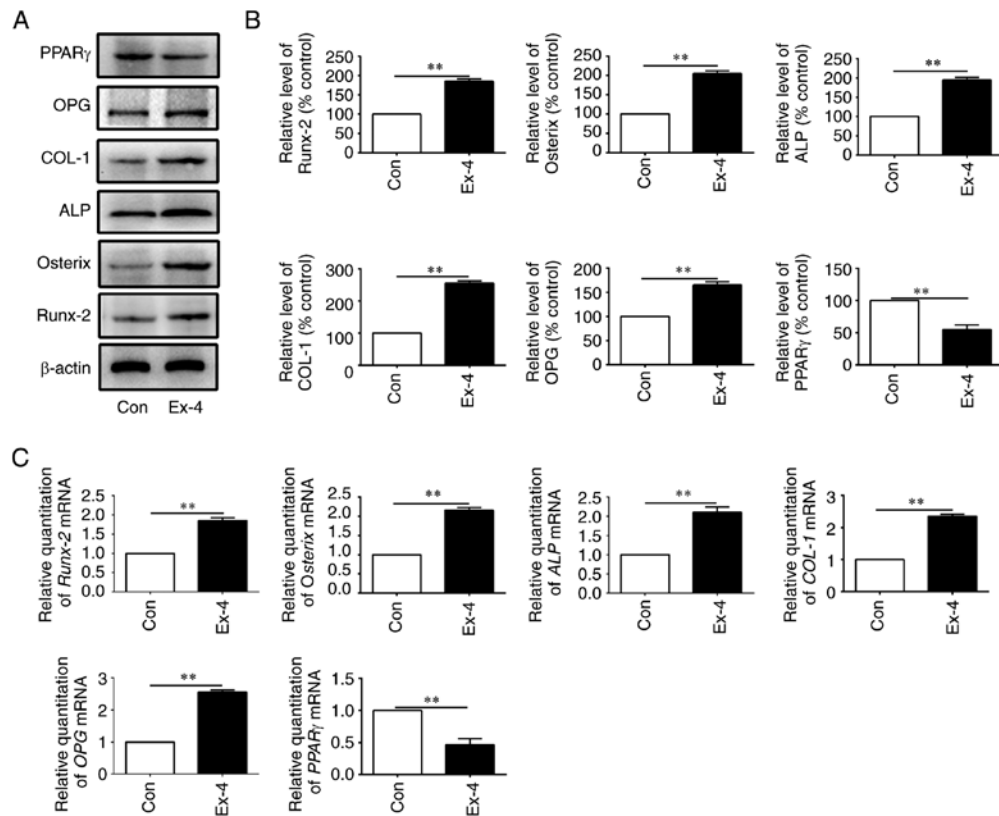 A
PPARγ
OPG
COL-1
ALP
Osterix
Runx-2
β-actin
Con Ex-4
B
Relative level of
Runx-2 (% control)
250
200
150
100
50
0
**
Con
Ex-4
Relative level of
Osterix (% control)
250
200
150
100
50
0
**
Con
Ex-4
Relative level of
ALP (% control)
250
200
150
100
50
0
**
Con
Ex-4
Relative level of
COL-1 (% control)
300
200
100
0
**
Con
Ex-4
Relative level of
OPG (% control)
200
150
100
50
0
**
Con
Ex-4
Relative level of
PPARγ (% control)
150
100
50
0
**
Con
Ex-4
C
Relative quantitation
of Runx-2 mRNA
2.5
2.0
1.5
1.0
0.5
0.0
**
Con
Ex-4
Relative quantitation
of Osterix mRNA
2.5
2.0
1.5
1.0
0.5
0.0
**
Con
Ex-4
Relative quantitation
of ALP mRNA
2.5
2.0
1.5
1.0
0.5
0.0
**
Con
Ex-4
Relative quantitation
of COL-1 mRNA
3
2
1
0
**
Con
Ex-4
Relative quantitation
of OPG mRNA
3
2
1
0
**
Con
Ex-4
Relative quantitation
of PPARγ mRNA
1.5
1.0
0.5
0.0
**
Con
Ex-4